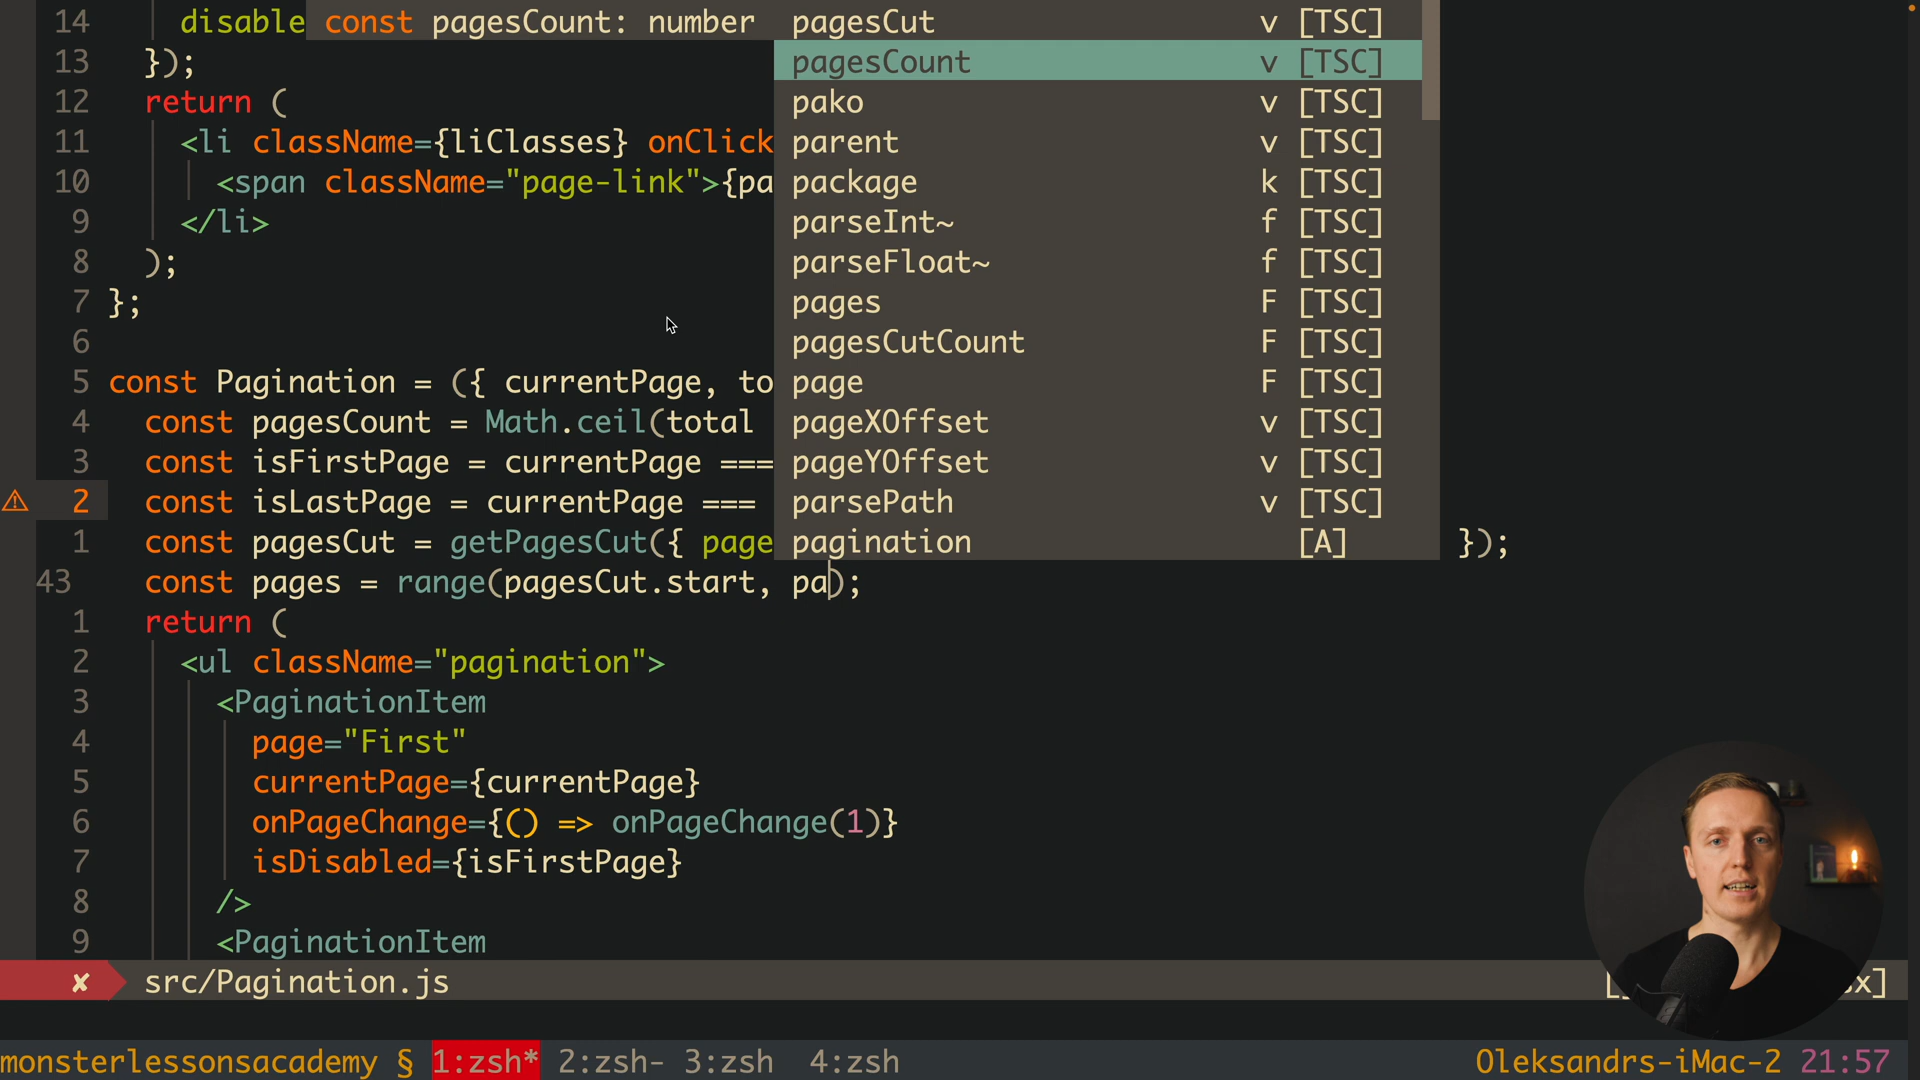 14 disable const pagesCount: number pagesCut v [TSC]
13 }); pagesCount v [TSC]
12 return ( pako v [TSC]
11 <li className={liClasses} onClick parent v [TSC]
10 <span className="page-link">{pa package k [TSC]
9 </li> parseInt~ f [TSC]
8 ); parseFloat~ f [TSC]
7 }; pages F [TSC]
6 pagesCutCount F [TSC]
5 const Pagination = ({ currentPage, to page F [TSC]
4 const pagesCount = Math.ceil(total pageXOffset v [TSC]
3 const isFirstPage = currentPage === pageYOffset v [TSC]
2 const isLastPage = currentPage === parsePath v [TSC]
1 const pagesCut = getPagesCut({ page pagination [A] });
43 const pages = range(pagesCut.start, pa);
1 return (
2 <ul className="pagination">
3 <PaginationItem
4 page="First"
5 currentPage={currentPage}
6 onPageChange={() => onPageChange(1)}
7 isDisabled={isFirstPage}
8 />
9 <PaginationItem
✘ src/Pagination.js x]
monsterlessonsacademy § 1:zsh* 2:zsh- 3:zsh 4:zsh Oleksandrs-iMac-2 21:57